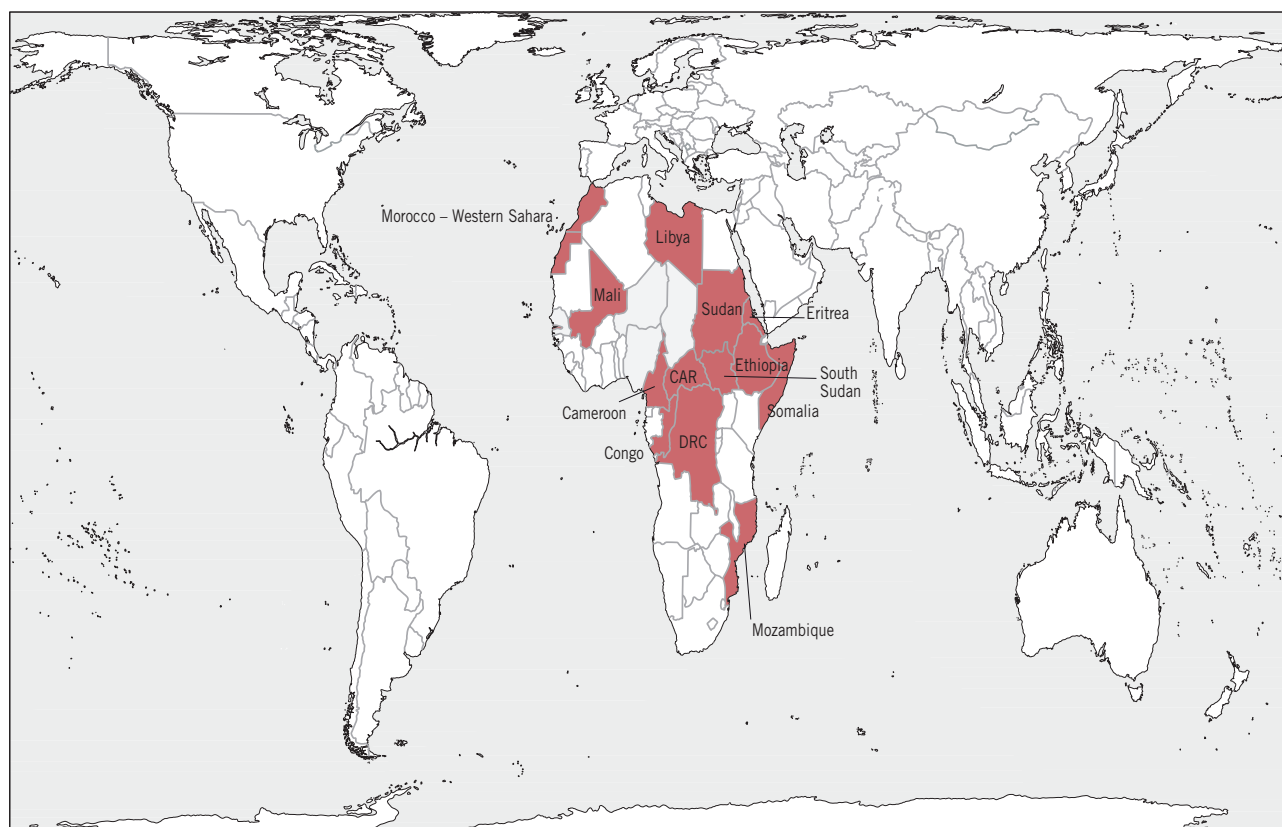 Morocco – Western Sahara
Libya
Mali
Sudan
Eritrea
Ethiopia
CAR
South
Sudan
Cameroon
Somalia
DRC
Congo
Mozambique